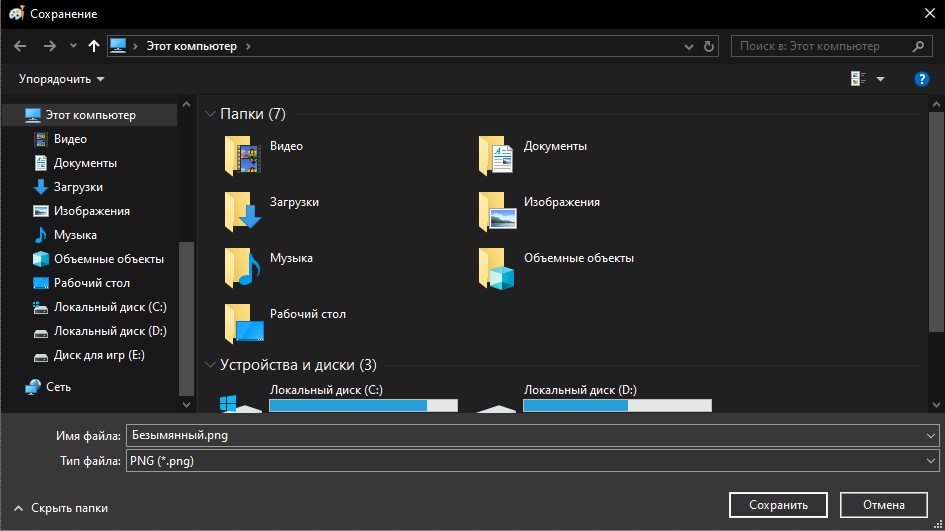 Сохранение
Этот компьютер
Поиск в: Этот компьютер
Упорядочить
?
Этот компьютер
Видео
Документы
Загрузки
Изображения
Музыка
Объемные объекты
Рабочий стол
Локальный диск (C:)
Локальный диск (D:)
Диск для игр (E:)
Сеть
Папки (7)
Видео
Документы
Загрузки
Изображения
Музыка
Объемные объекты
Рабочий стол
Устройства и диски (3)
Локальный диск (C:)
Локальный диск (D:)
Имя файла: Безымянный.png
Тип файла: PNG (*.png)
Скрыть папки
Сохранить
Отмена